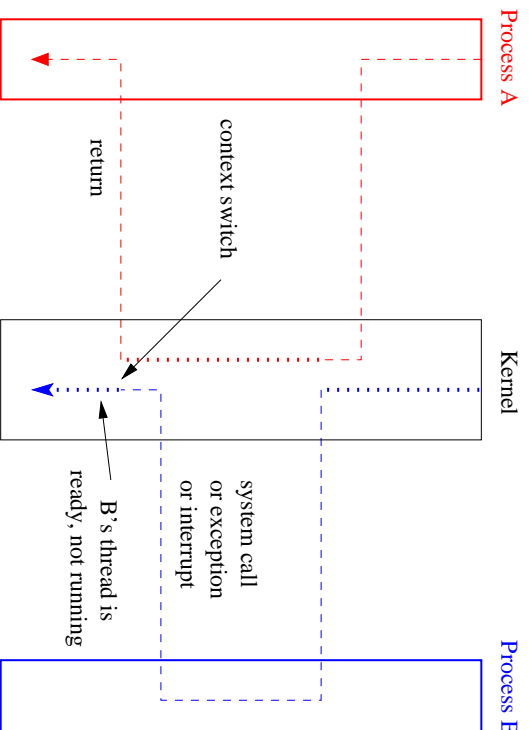 Process A
Kernel
Process B
context switch
return
system call
or exception
or interrupt
B's thread is
ready, not running